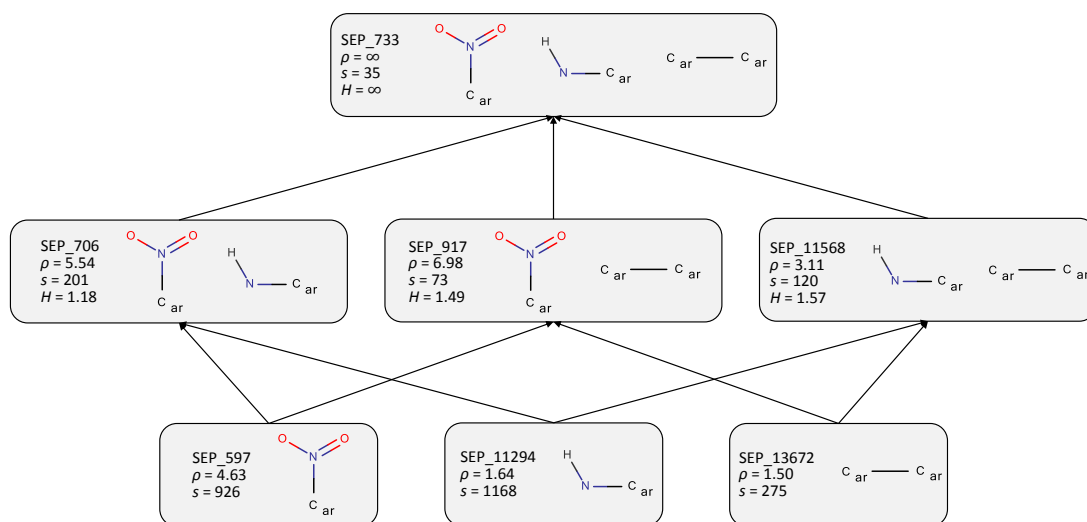 SEP_733
ρ = ∞
s = 35
H = ∞
O O
N
C ar
H
N C ar
C ar C ar
SEP_706
ρ = 5.54
s = 201
H = 1.18
O O
N
C ar
H
N C ar
SEP_917
ρ = 6.98
s = 73
H = 1.49
O O
N
C ar
C ar C ar
SEP_11568
ρ = 3.11
s = 120
H = 1.57
H
N C ar
C ar C ar
SEP_597
ρ = 4.63
s = 926
O O
N
C ar
SEP_11294
ρ = 1.64
s = 1168
H
N C ar
SEP_13672
ρ = 1.50
s = 275
C ar C ar